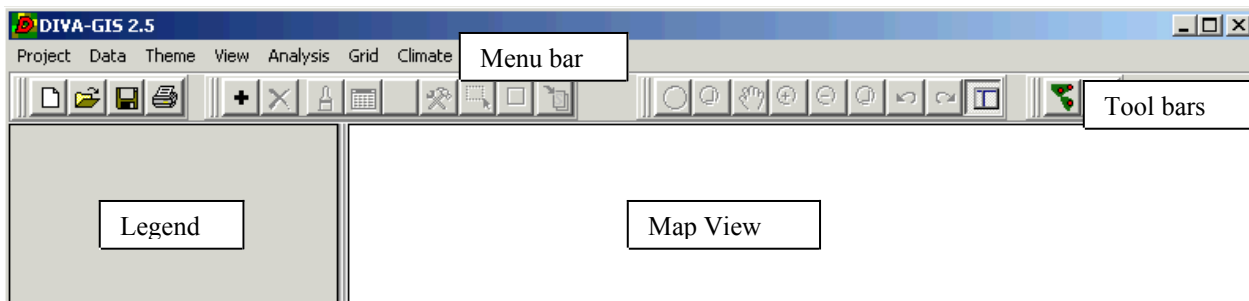 DIVA-GIS 2.5
Project Data Theme View Analysis Grid Climate
Menu bar
Tool bars
Legend
Map View